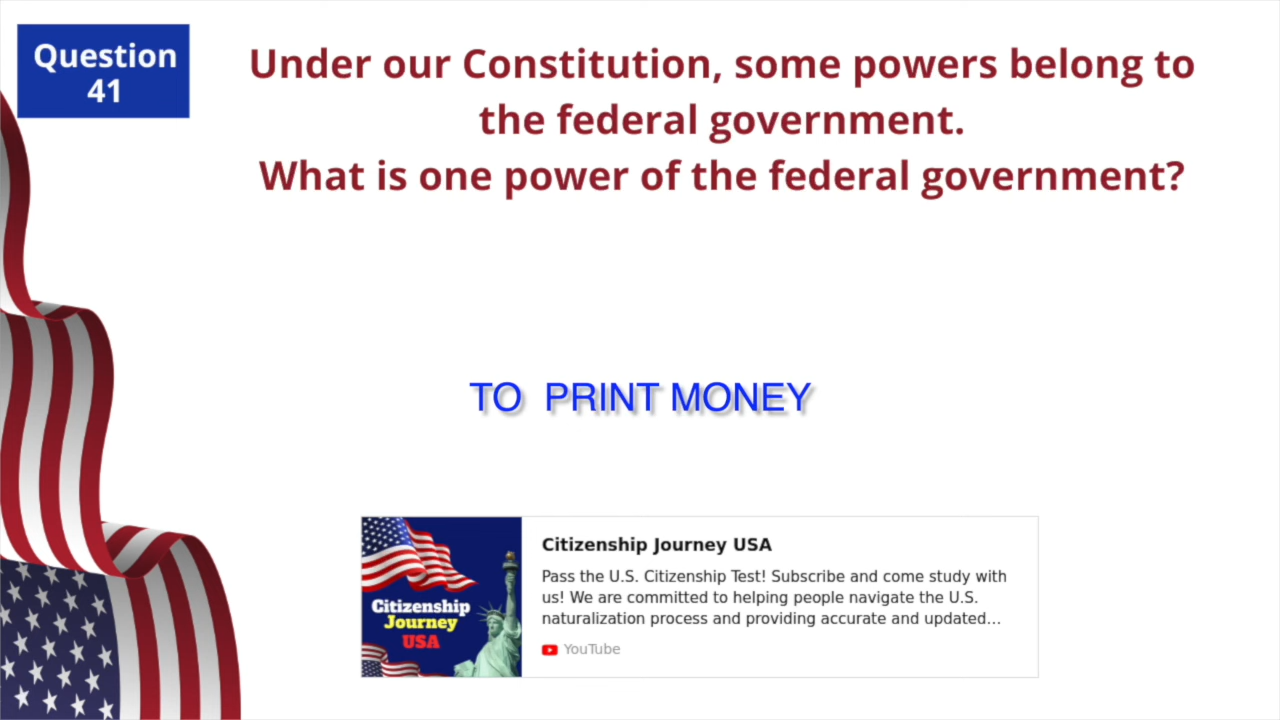 Question
41
Under our Constitution, some powers belong to
the federal government.
What is one power of the federal government?
TO PRINT MONEY
Citizenship Journey USA
Pass the U.S. Citizenship Test! Subscribe and come study with
us! We are committed to helping people navigate the U.S.
naturalization process and providing accurate and updated...
YouTube
Citizenship
Journey
USA